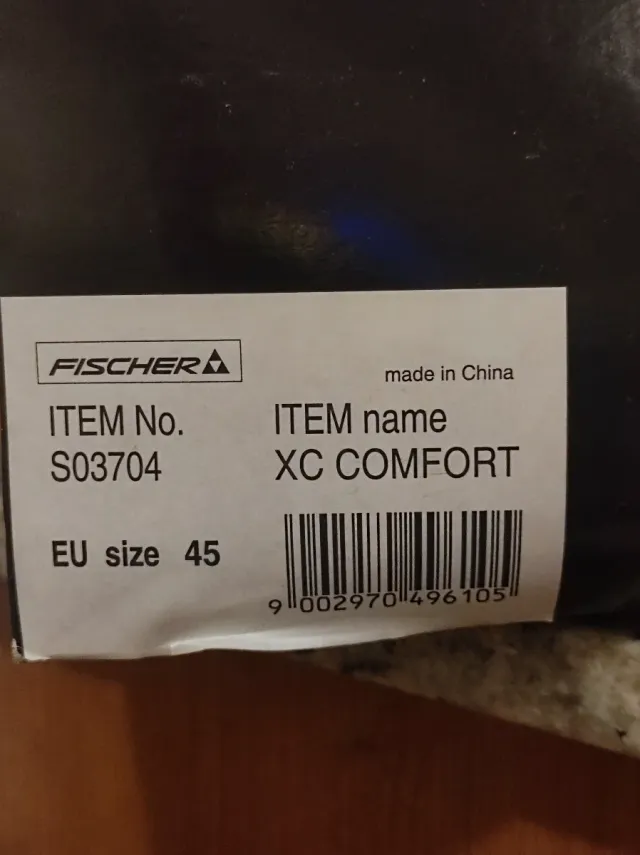 FISCHER
made in China
ITEM No. ITEM name
S03704 XC COMFORT
EU size 45
9 002970 496105